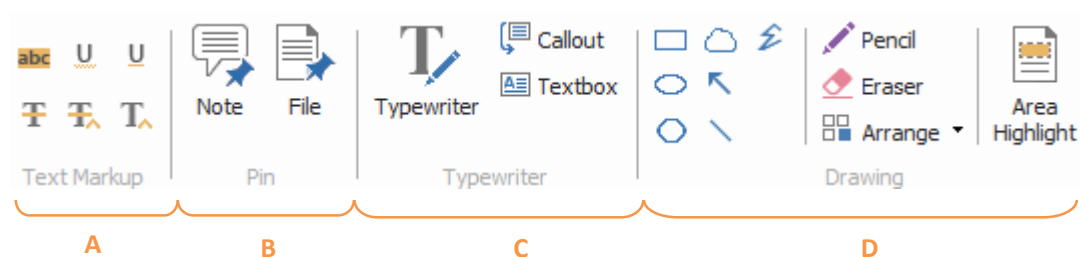 abc U U
T T T
Text Markup
Note File
Pin
Typewriter
Callout
Textbox
Typewriter
Pencil
Eraser
Arrange
Area
Highlight
Drawing
A B C D